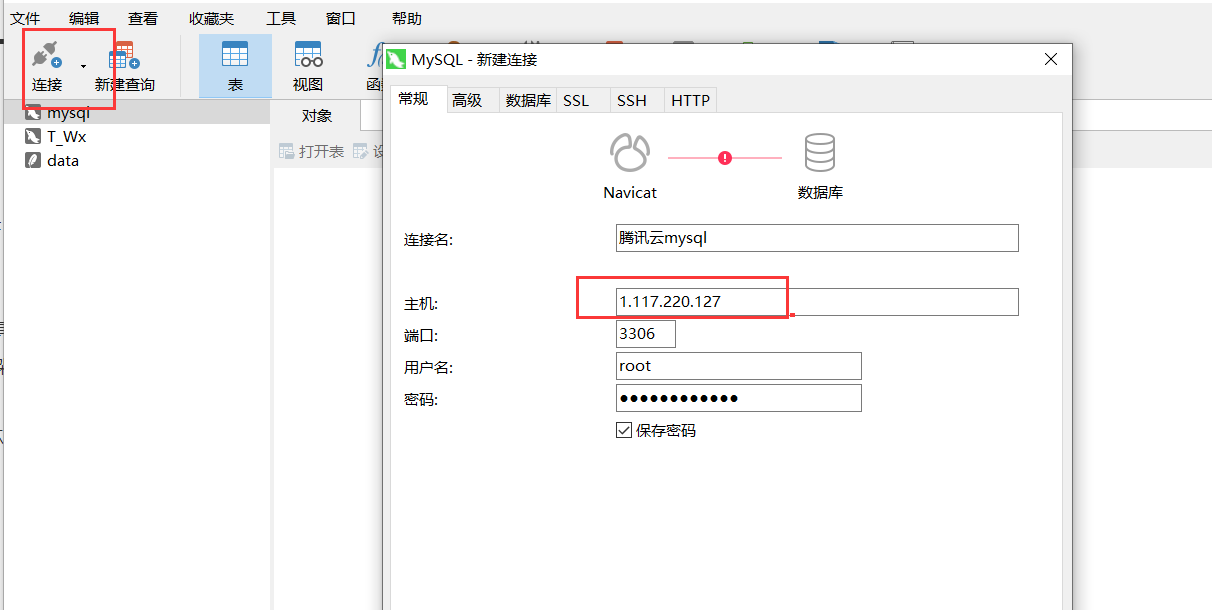 文件 编辑 查看 收藏夹 工具 窗口 帮助
连接 新建查询 表 视图
MySQL - 新建连接
mysql
T_Wx
data
对象
打开表
常规 高级 数据库 SSL SSH HTTP
Navicat 数据库
连接名: 腾讯云mysql
主机: 1.117.220.127
端口: 3306
用户名: root
密码: ●●●●●●●●●●●●
保存密码